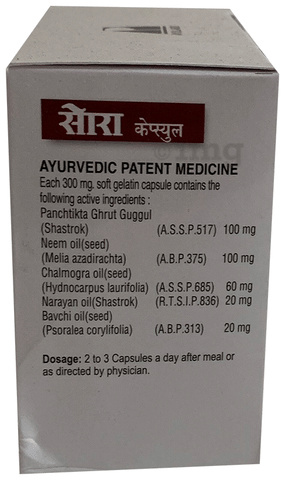 सोरा केप्स्युल
AYURVEDIC PATENT MEDICINE
Each 300 mg. soft gelatin capsule contains the
following active ingredients :
Panchtikta Ghrut Guggul
(Shastrok) (A.S.S.P.517) 100 mg
Neem oil(seed)
(Melia azadirachta) (A.B.P.375) 100 mg
Chalmogra oil(seed)
(Hydnocarpus laurifolia) (A.S.S.P.685) 60 mg
Narayan oil(Shastrok) (R.T.S.I.P.836) 20 mg
Bavchi oil(seed)
(Psoralea corylifolia) (A.B.P.313) 20 mg
Dosage: 2 to 3 Capsules a day after meal or
as directed by physician.